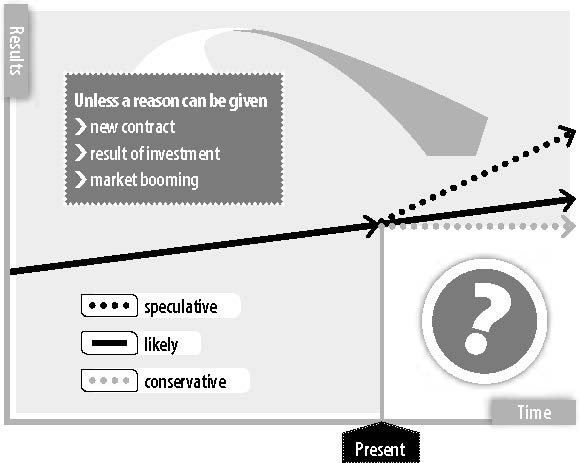 Results
Unless a reason can be given
new contract
result of investment
market booming
speculative
likely
conservative
?
Time
Present